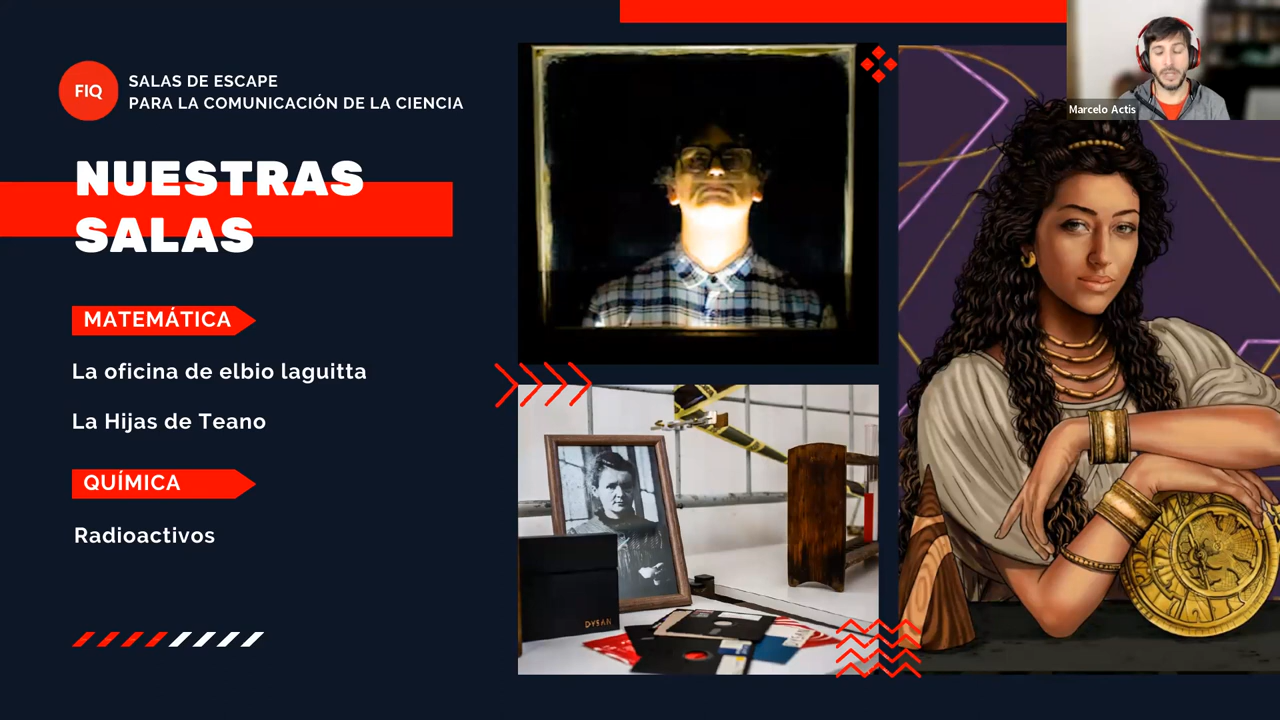 FIQ
SALAS DE ESCAPE
PARA LA COMUNICACIÓN DE LA CIENCIA
NUESTRAS
SALAS
MATEMÁTICA
La oficina de elbio laguitta
La Hijas de Teano
QUÍMICA
Radioactivos
DYSAN
Marcelo Actis